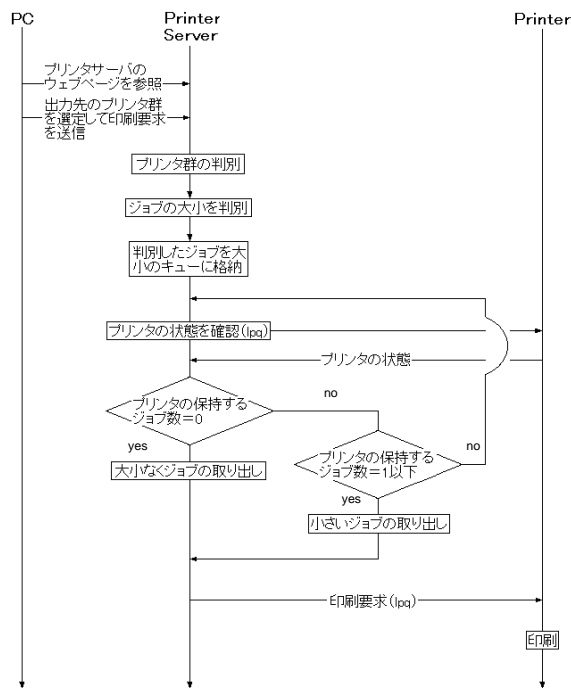 PC
Printer
Server
Printer
プリンタサーバの
ウェブページを参照
出力先のプリンタ群
を選定して印刷要求
を送信
プリンタ群の判別
ジョブの大小を判別
判別したジョブを大
小のキューに格納
プリンタの状態を確認(lpq)
プリンタの状態
プリンタの保持する
ジョブ数=0
no
yes
プリンタの保持する
ジョブ数=1以下
no
大小なくジョブの取り出し
yes
小さいジョブの取り出し
印刷要求(lpq)
印刷